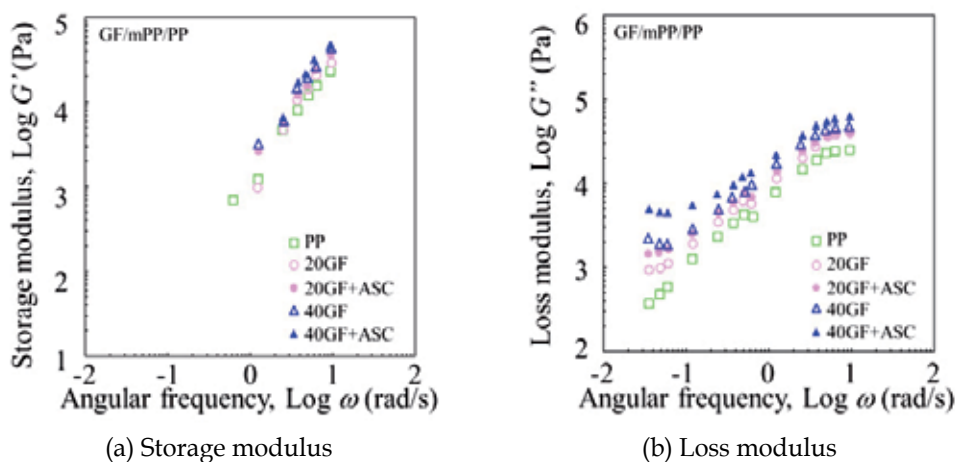 GF/mPP/PP
Storage modulus, Log G´(Pa)
5
4
3
2
1
PP
20GF
20GF+ASC
40GF
40GF+ASC
-2
-1
0
1
2
Angular frequency, Log ω (rad/s)
(a) Storage modulus
GF/mPP/PP
Loss modulus, Log G´´ (Pa)
6
5
4
3
2
PP
20GF
20GF+ASC
40GF
40GF+ASC
-2
-1
0
1
2
Angular frequency, Log ω (rad/s)
(b) Loss modulus